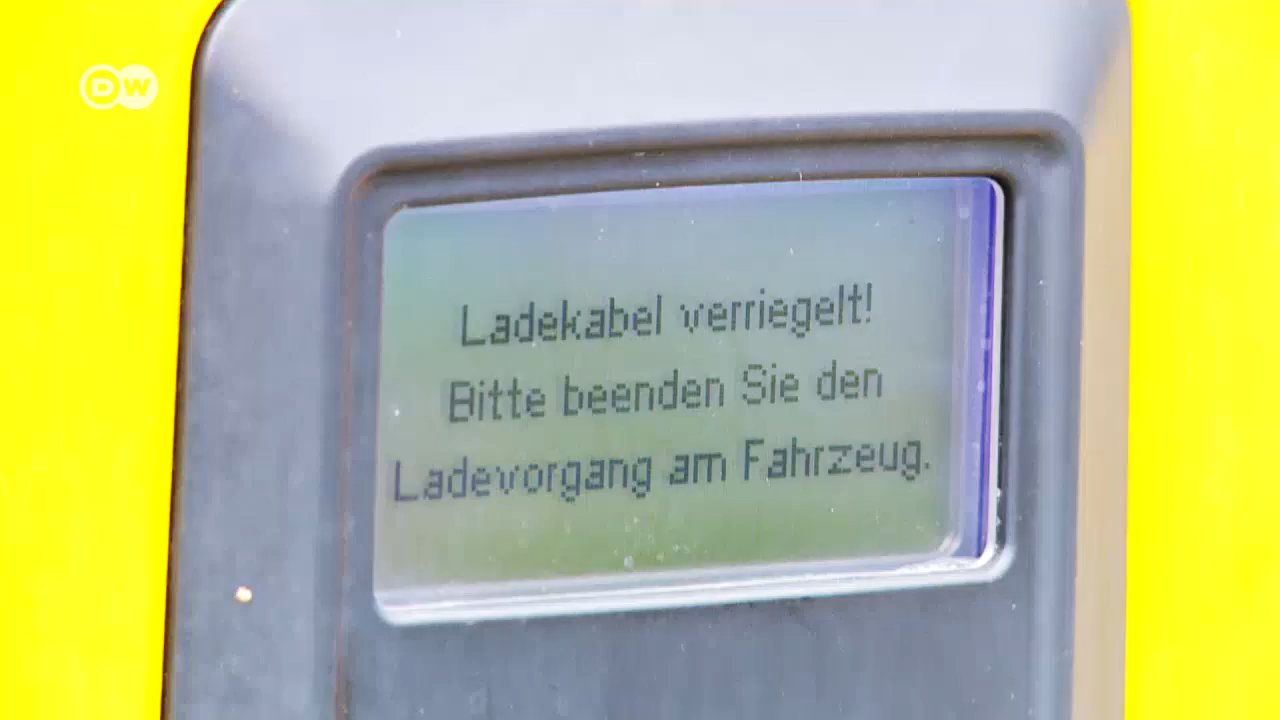 DW
Ladekabel verriegelt!
Bitte beenden Sie den
Ladevorgang am Fahrzeug.